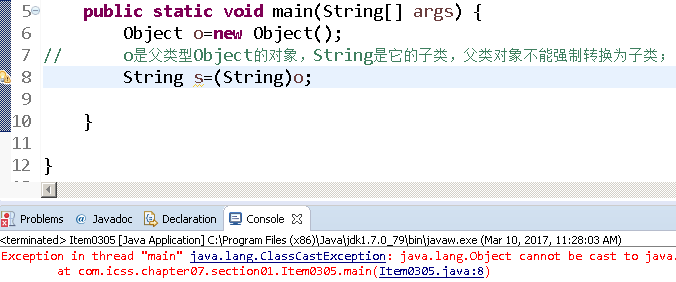 5 public static void main(String[] args) {
6 Object o=new Object();
7 // o是父类型Object的对象，String是它的子类，父类对象不能强制转换为子类；
8 String s=(String)o;
9
10 }
11
12 }
Problems @ Javadoc Declaration Console
<terminated> Item0305 [Java Application] C:\Program Files (x86)\Java\jdk1.7.0_79\bin\javaw.exe (Mar 10, 2017, 11:28:03 AM)
Exception in thread "main" java.lang.ClassCastException: java.lang.Object cannot be cast to java.
at com.icss.chapter07.section01.Item0305.main(Item0305.java:8)